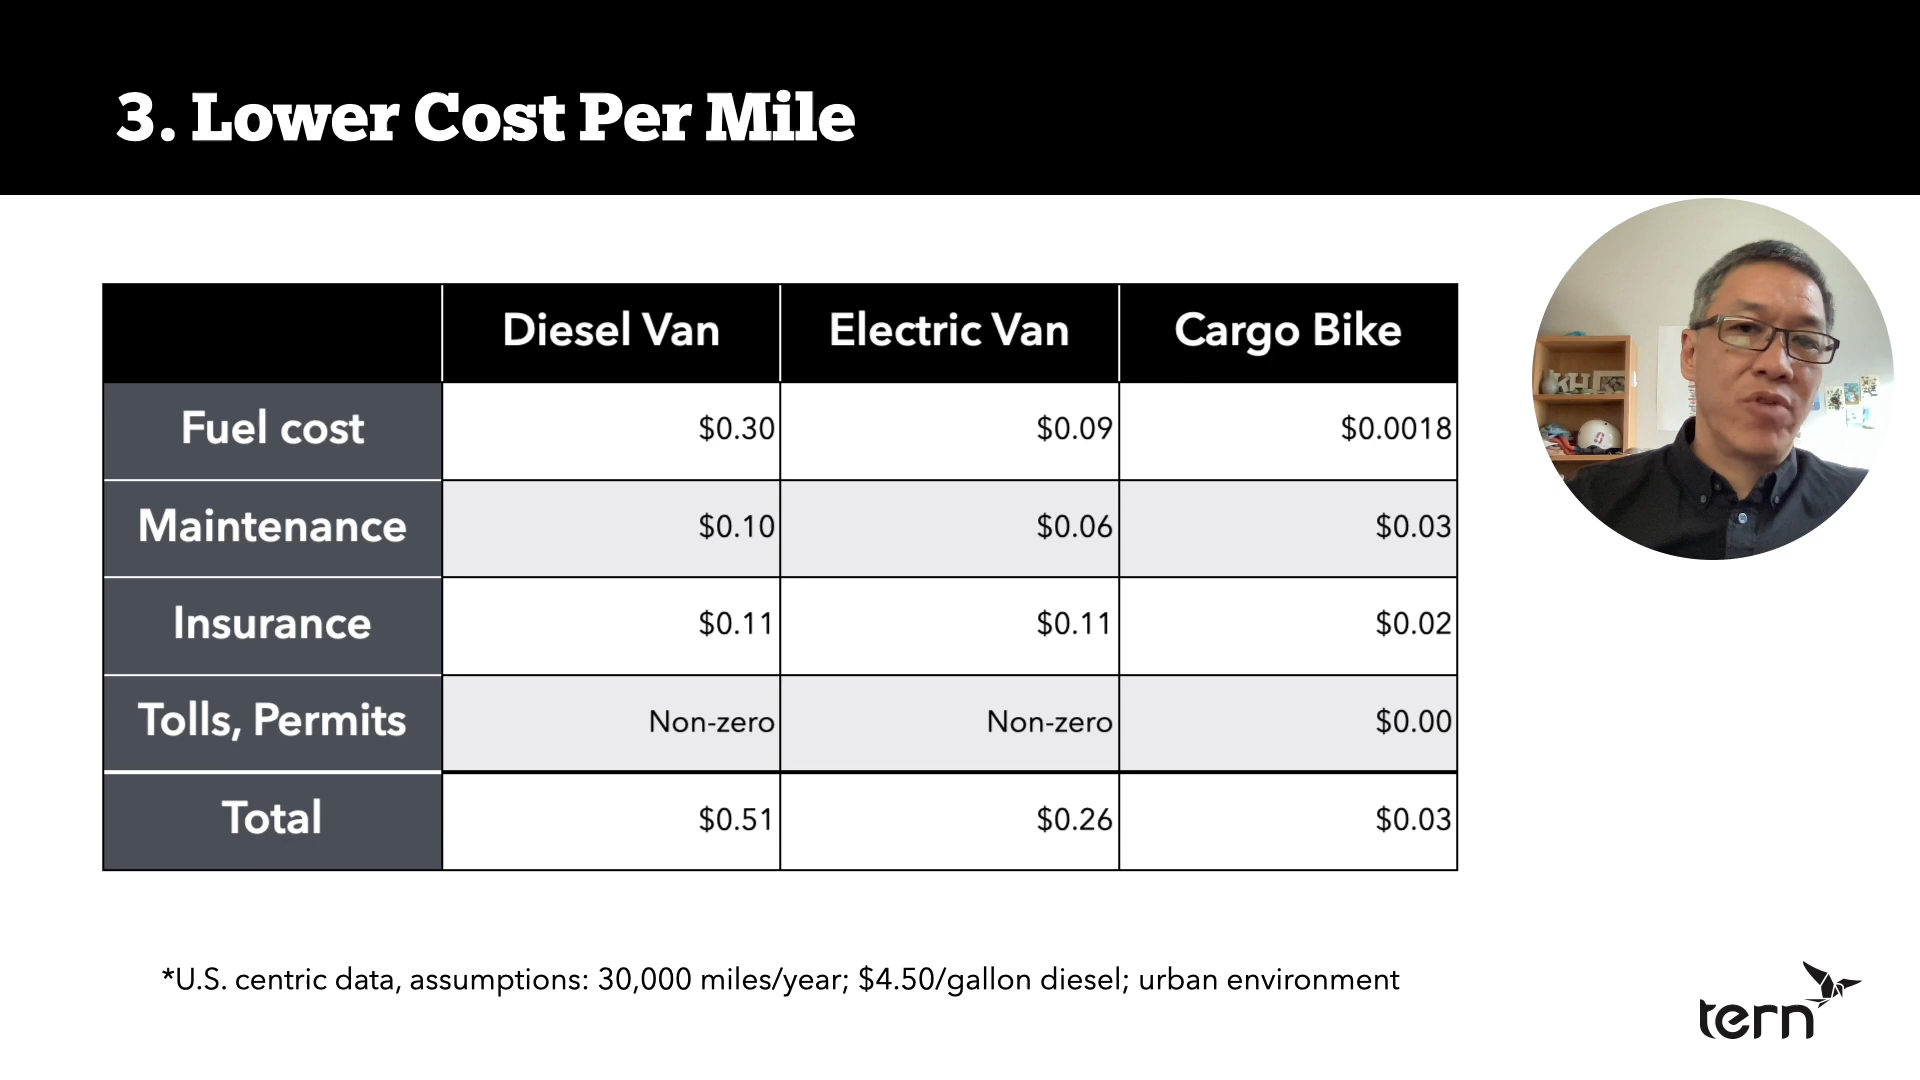 3. Lower Cost Per Mile
Diesel Van Electric Van Cargo Bike
Fuel cost $0.30 $0.09 $0.0018
Maintenance $0.10 $0.06 $0.03
Insurance $0.11 $0.11 $0.02
Tolls, Permits Non-zero Non-zero $0.00
Total $0.51 $0.26 $0.03
*U.S. centric data, assumptions: 30,000 miles/year; $4.50/gallon diesel; urban environment
tern
KH
S